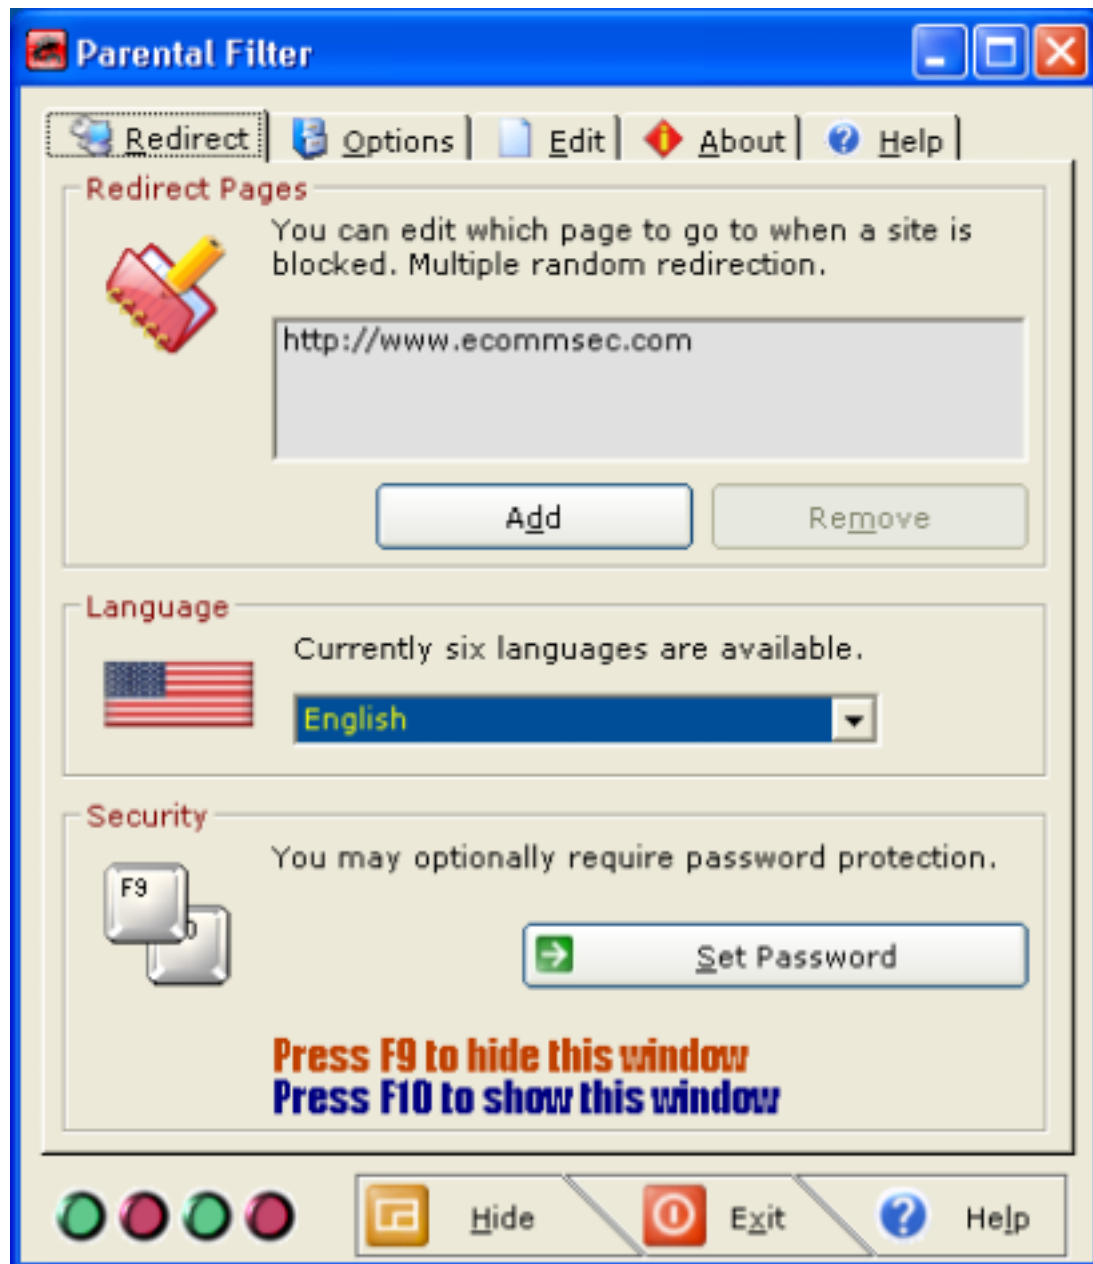 Parental Filter
Redirect
Options
Edit
About
Help
Redirect Pages
You can edit which page to go to when a site is
blocked. Multiple random redirection.
http://www.ecommsec.com
Add
Remove
Language
Currently six languages are available.
English
Security
You may optionally require password protection.
F9
Set Password
Press F9 to hide this window
Press F10 to show this window
Hide
Exit
Help